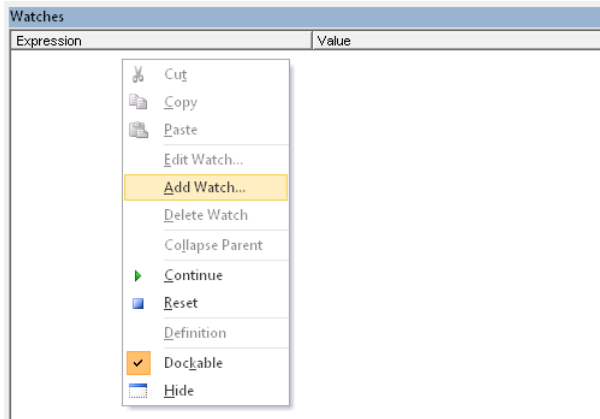 Watches
Expression Value
Cut
Copy
Paste
Edit Watch...
Add Watch...
Delete Watch
Collapse Parent
Continue
Reset
Definition
Dockable
Hide